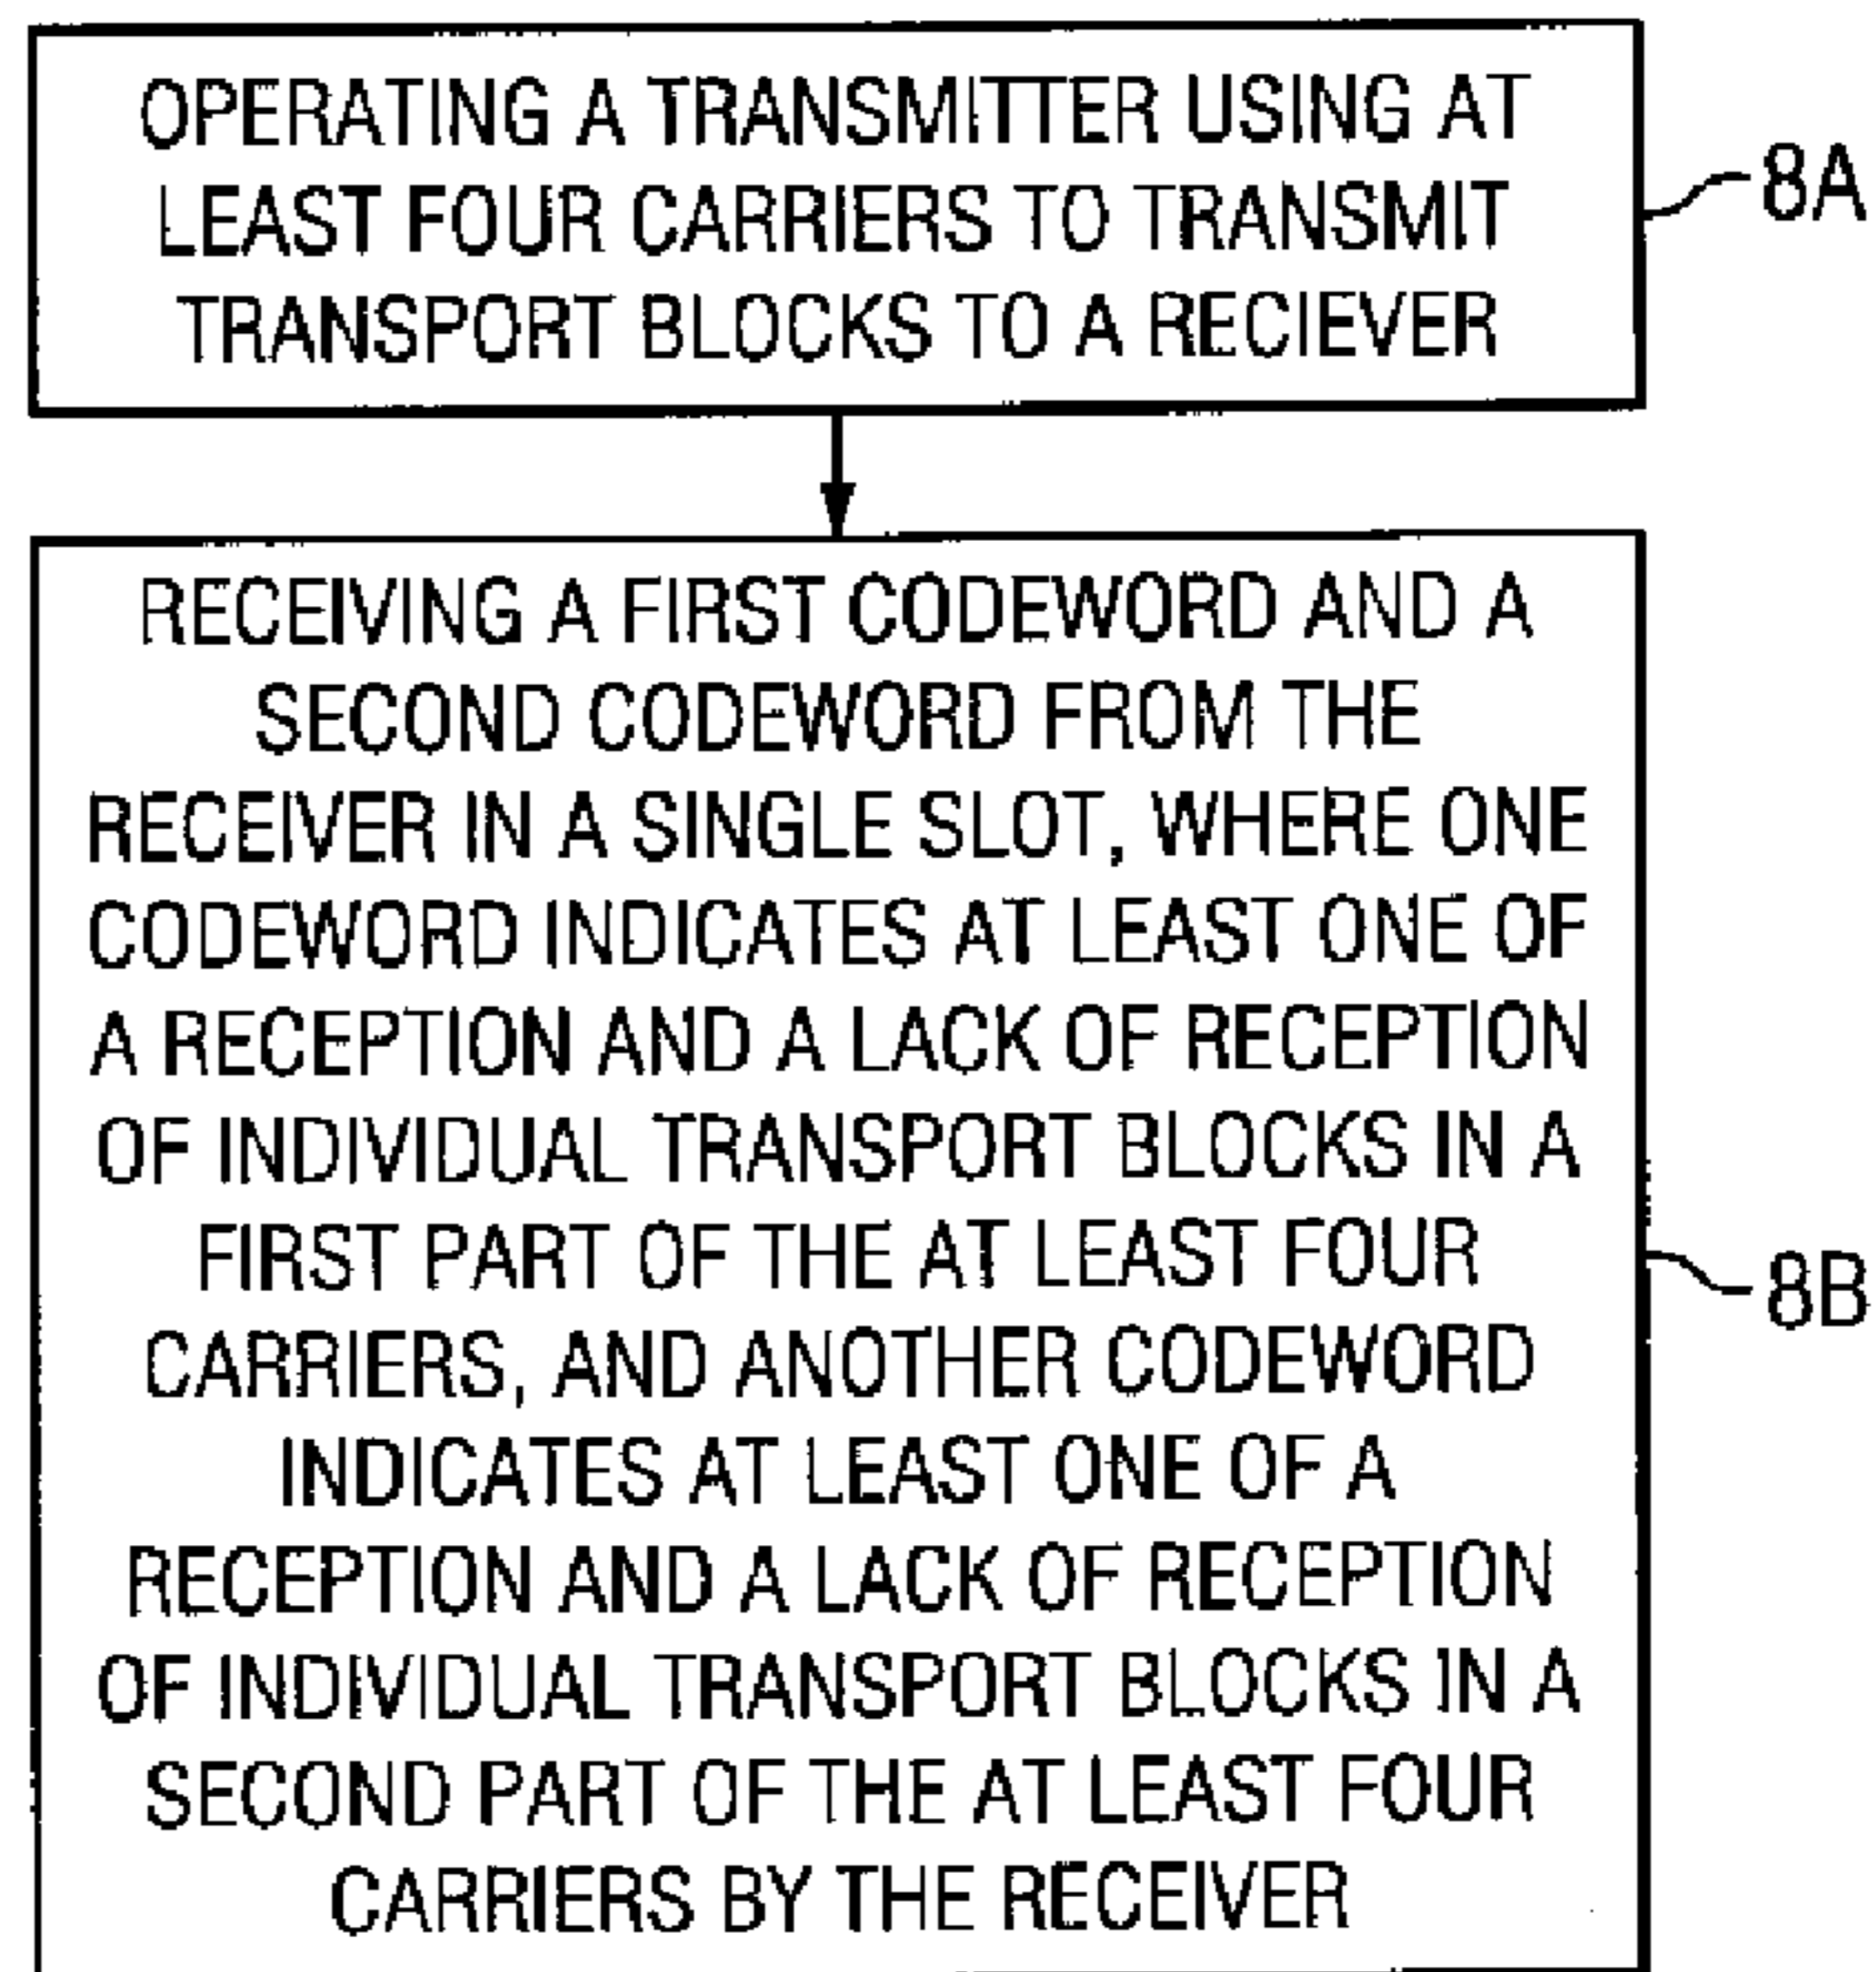 OPERATING A TRANSMITTER USING AT
LEAST FOUR CARRIERS TO TRANSMIT
TRANSPORT BLOCKS TO A RECIEVER
8A
RECEIVING A FIRST CODEWORD AND A
SECOND CODEWORD FROM THE
RECEIVER IN A SINGLE SLOT, WHERE ONE
CODEWORD INDICATES AT LEAST ONE OF
A RECEPTION AND A LACK OF RECEPTION
OF INDIVIDUAL TRANSPORT BLOCKS IN A
FIRST PART OF THE AT LEAST FOUR
CARRIERS, AND ANOTHER CODEWORD
INDICATES AT LEAST ONE OF A
RECEPTION AND A LACK OF RECEPTION
OF INDIVIDUAL TRANSPORT BLOCKS IN A
SECOND PART OF THE AT LEAST FOUR
CARRIERS BY THE RECEIVER
8B